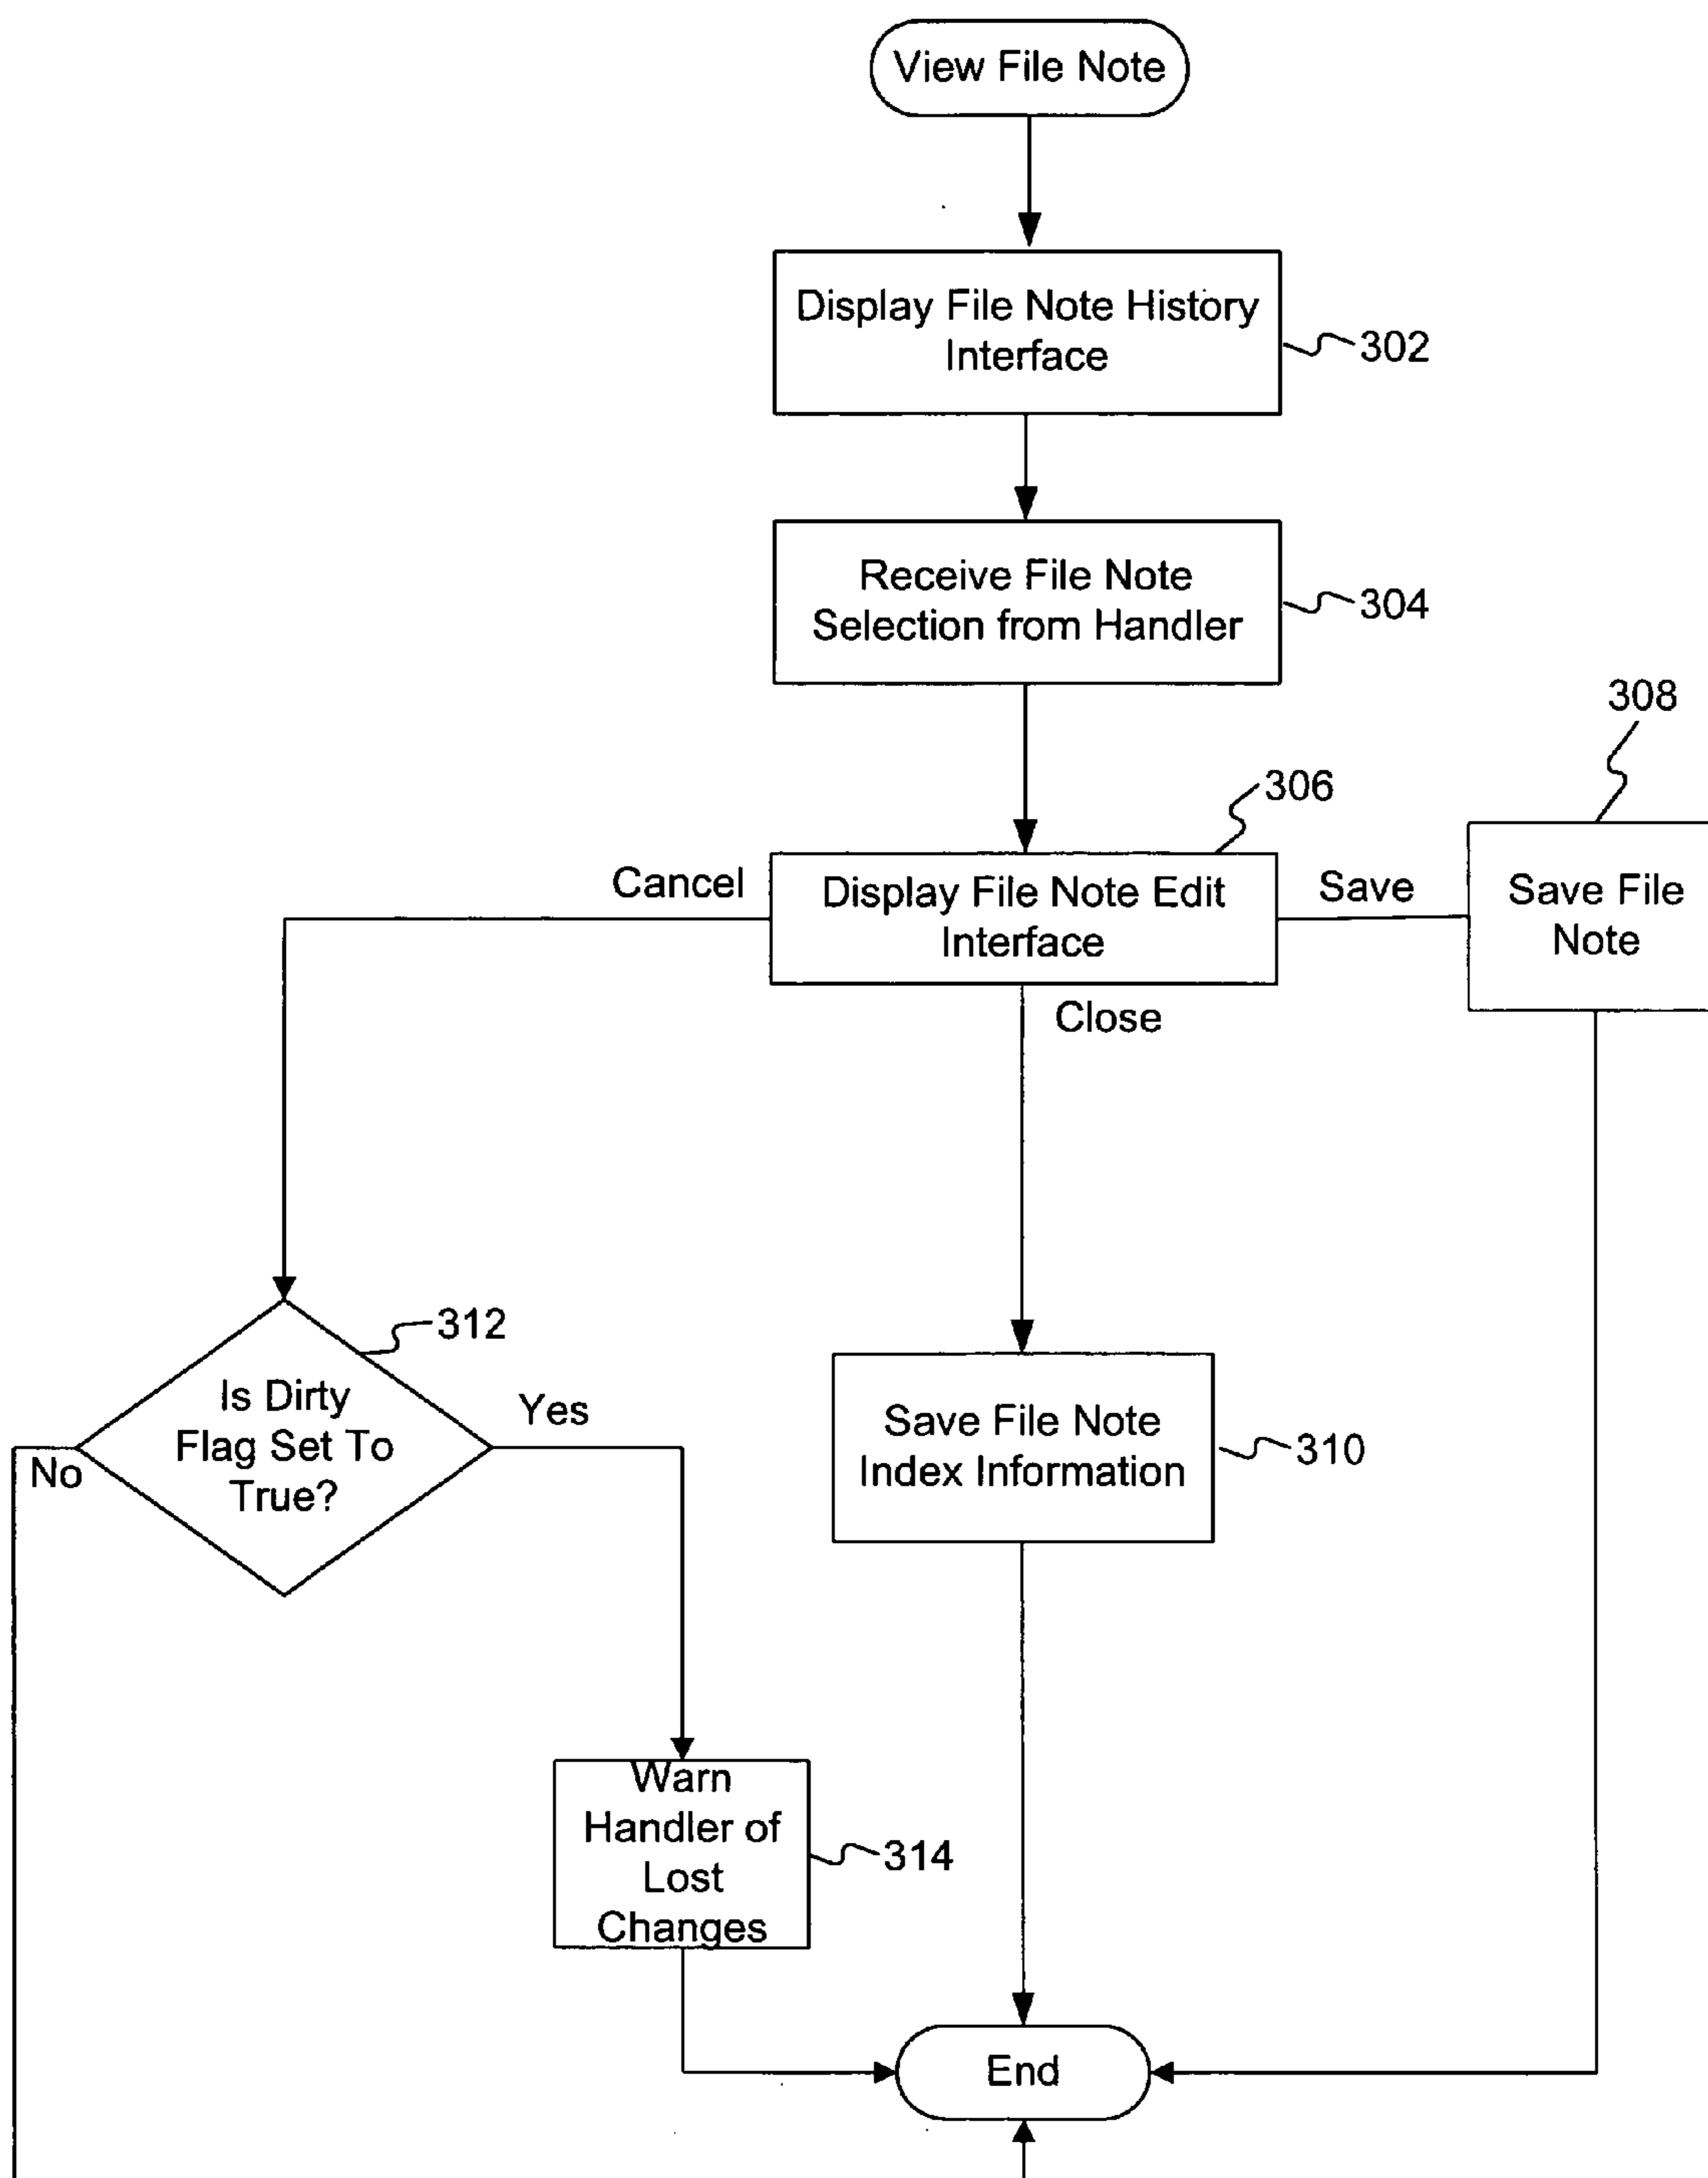 View File Note
Display File Note History
Interface
302
Receive File Note
Selection from Handler
304
308
306
Cancel
Display File Note Edit
Interface
Save
Save File
Note
Close
312
Is Dirty
Flag Set To
True?
Yes
No
Save File Note
Index Information
310
Warn
Handler of
Lost
Changes
314
End